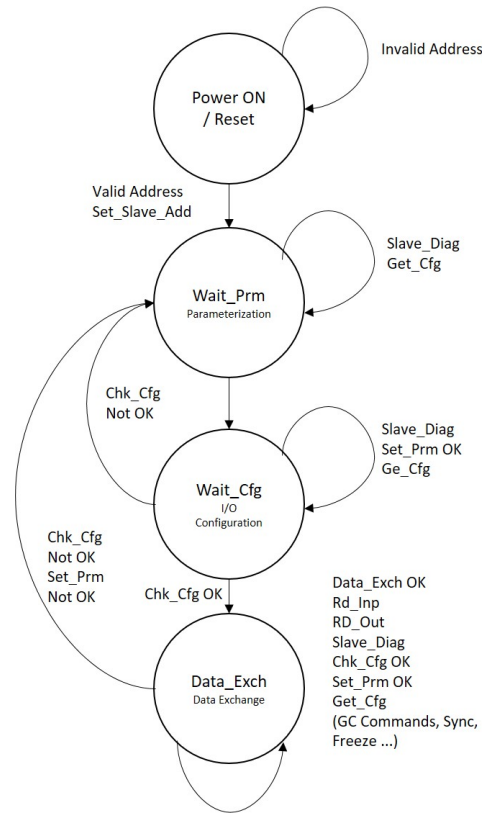 Power ON
/ Reset
Invalid Address
Valid Address
Set_Slave_Add
Wait_Prm
Parameterization
Slave_Diag
Get_Cfg
Chk_Cfg
Not OK
Wait_Cfg
I/O
Configuration
Slave_Diag
Set_Prm OK
Ge_Cfg
Chk_Cfg
Not OK
Set_Prm
Not OK
Chk_Cfg OK
Data_Exch
Data Exchange
Data_Exch OK
Rd_Inp
RD_Out
Slave_Diag
Chk_Cfg OK
Set_Prm OK
Get_Cfg
(GC Commands, Sync,
Freeze ...)